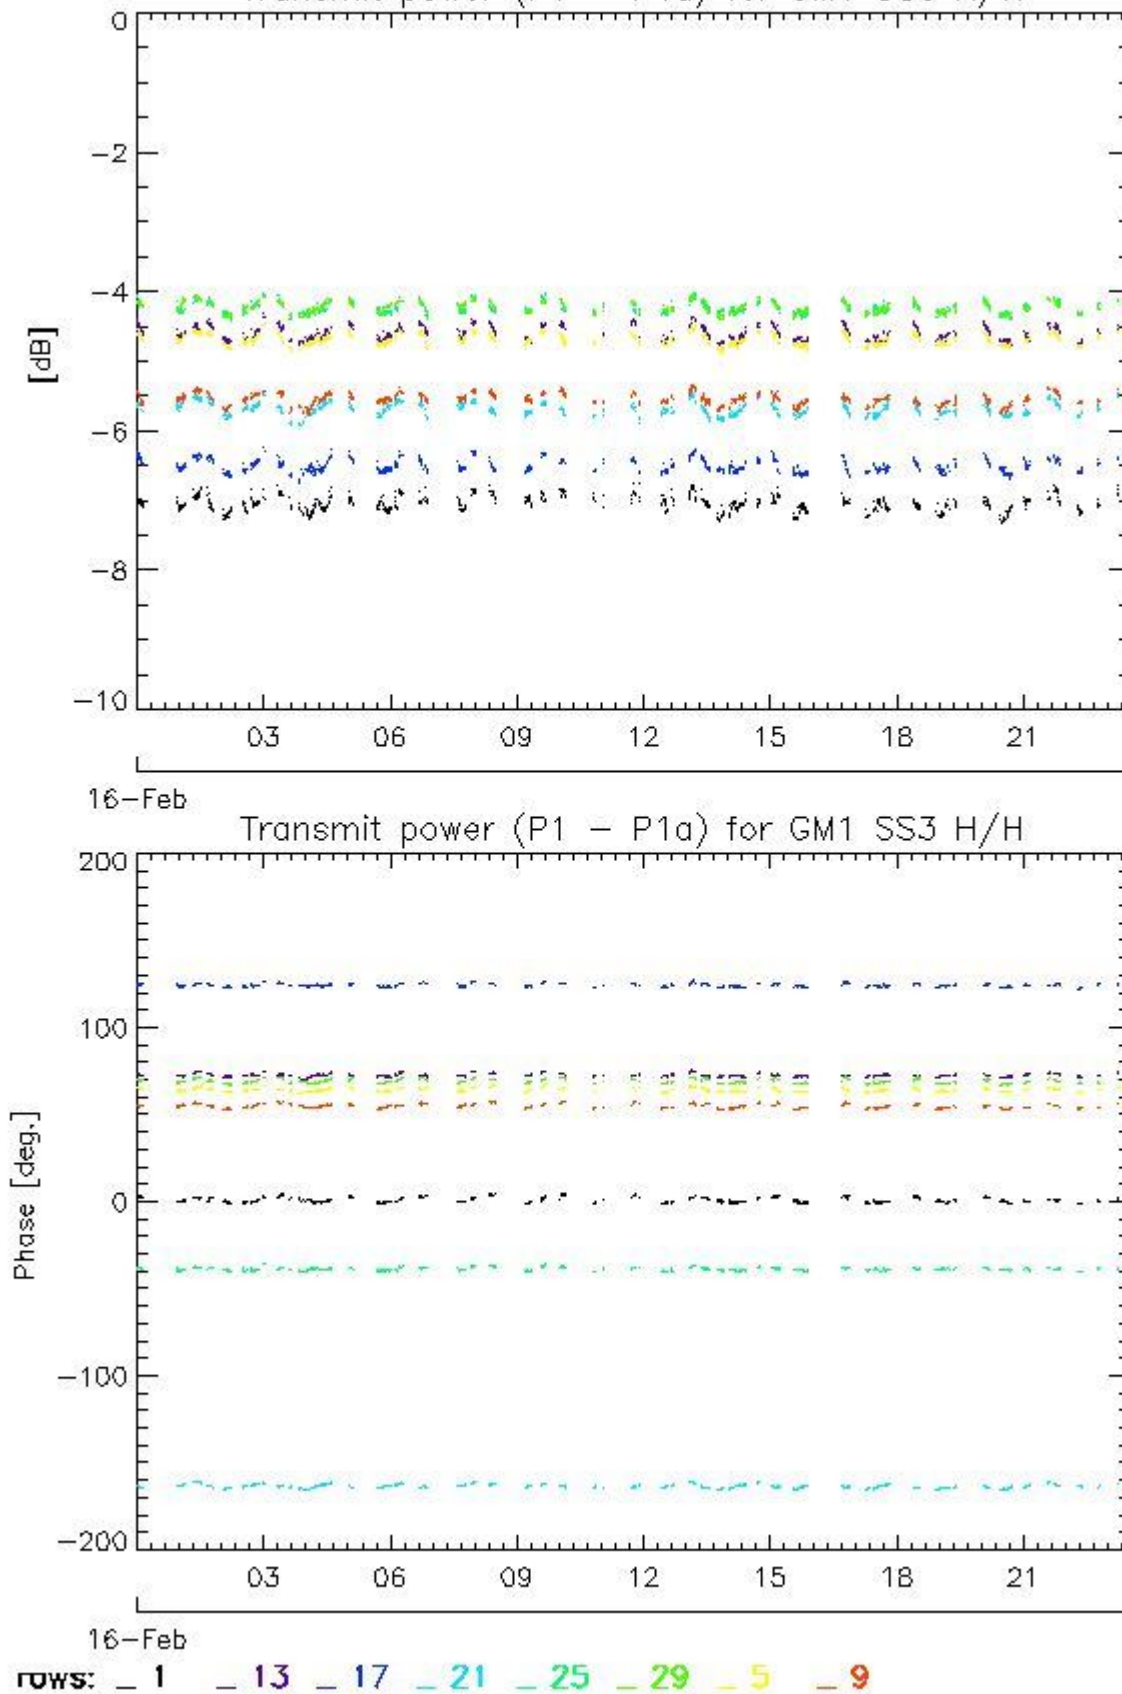 0
−2
−4
[dB]
−6
−8
−10
03 06 09 12 15 18 21
16−Feb
Transmit power (P1 − P1a) for GM1 SS3 H/H
200
100
Phase [deg.]
0
−100
−200
03 06 09 12 15 18 21
16−Feb
rows: _ 1 _ 13 _ 17 _ 21 _ 25 _ 29 _ 5 _ 9